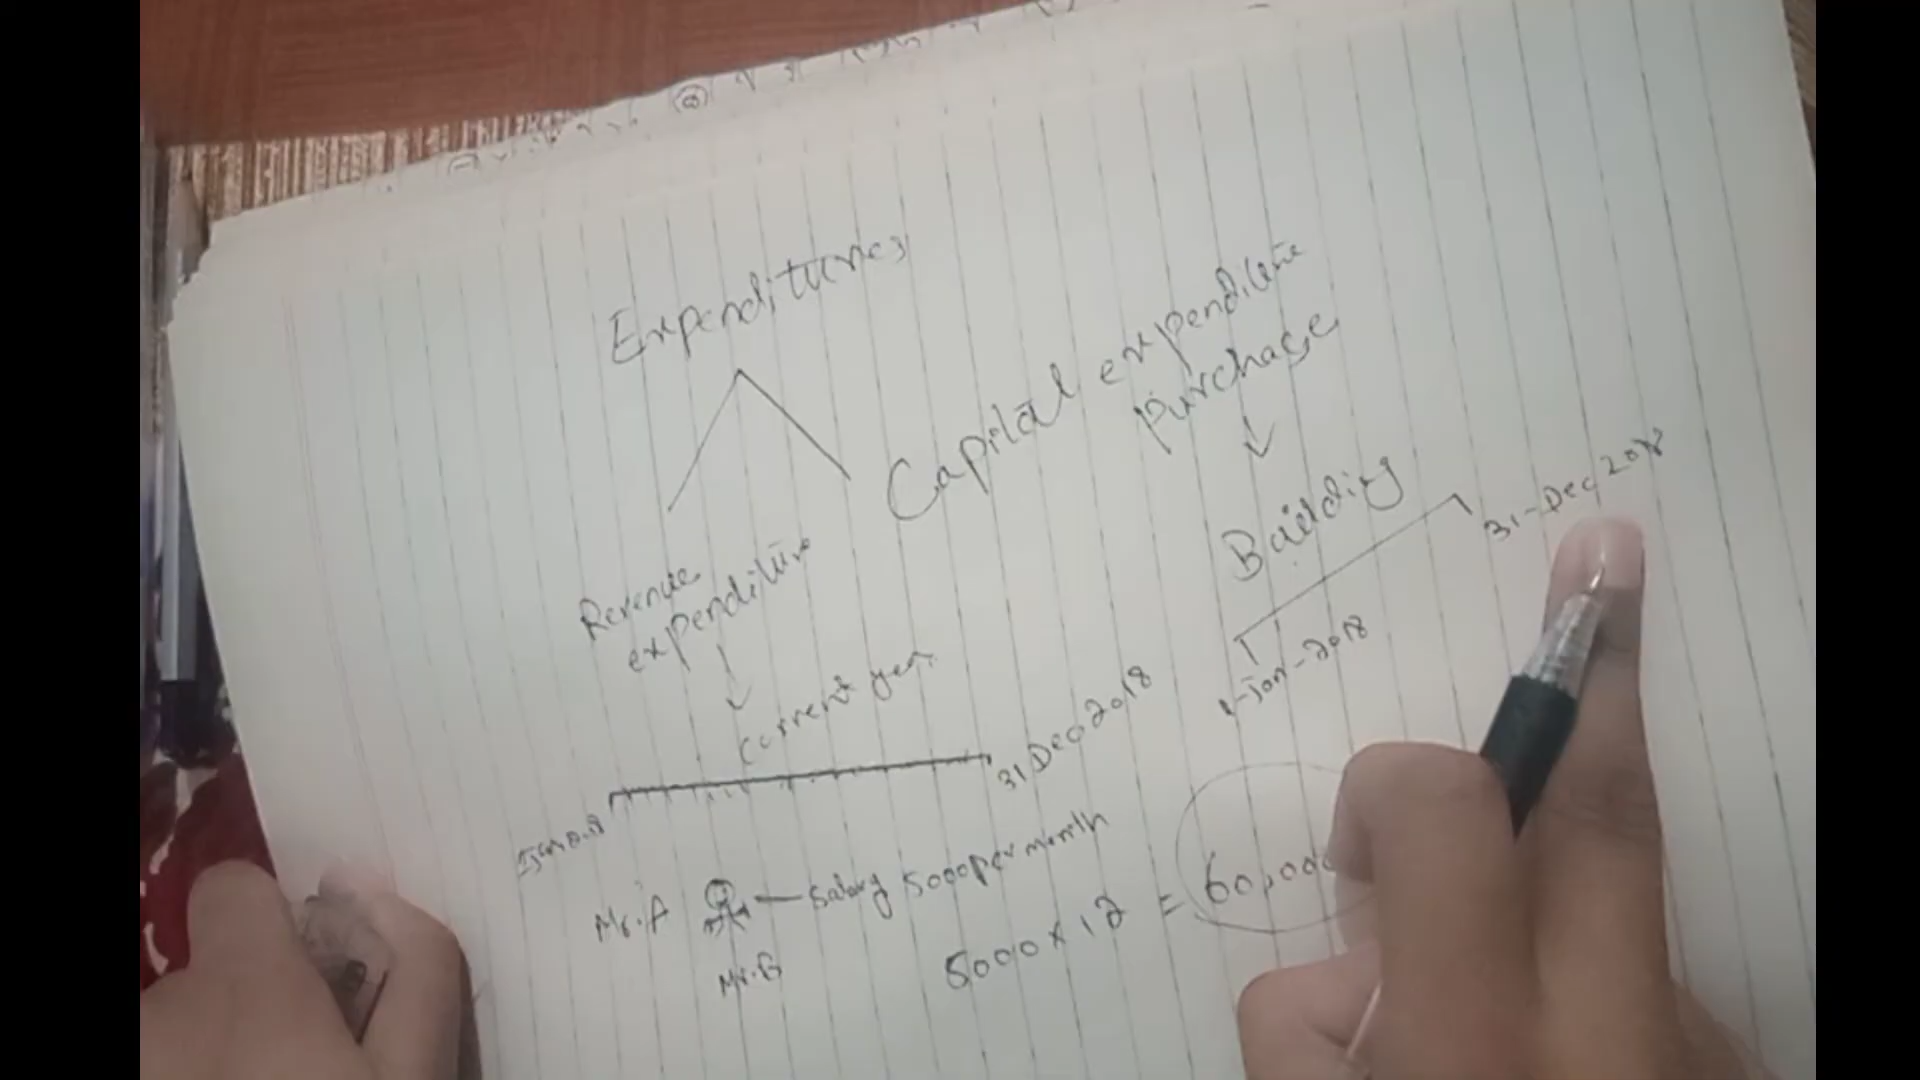 Expenditures
Capital expenditure
Purchase
Building
31-Dec 2018
1-Jan-2018
Revenue
expenditure
Current year
31 Dec 2018
Mr. A
Salary 5000 per month
Mr. B
5000 × 12 = 60,000